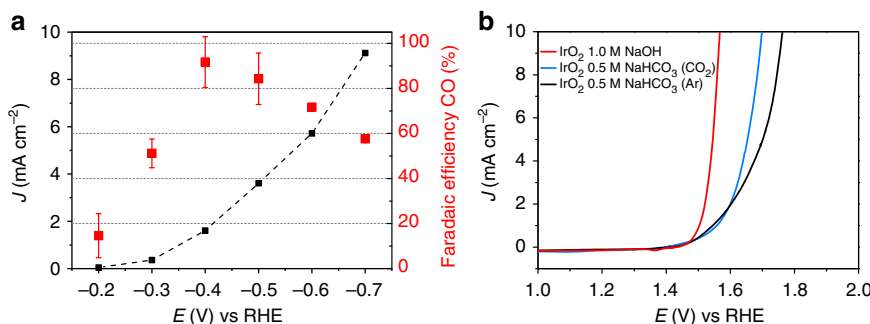 a
10
8
6
4
2
0
J (mA cm−2)
100
80
60
40
20
0
Faradaic efficiency CO (%)
−0.2 −0.3 −0.4 −0.5 −0.6 −0.7
E (V) vs RHE
b
10
8
6
4
2
0
J (mA cm−2)
IrO2 1.0 M NaOH
IrO2 0.5 M NaHCO3 (CO2)
IrO2 0.5 M NaHCO3 (Ar)
1.0 1.2 1.4 1.6 1.8 2.0
E (V) vs RHE